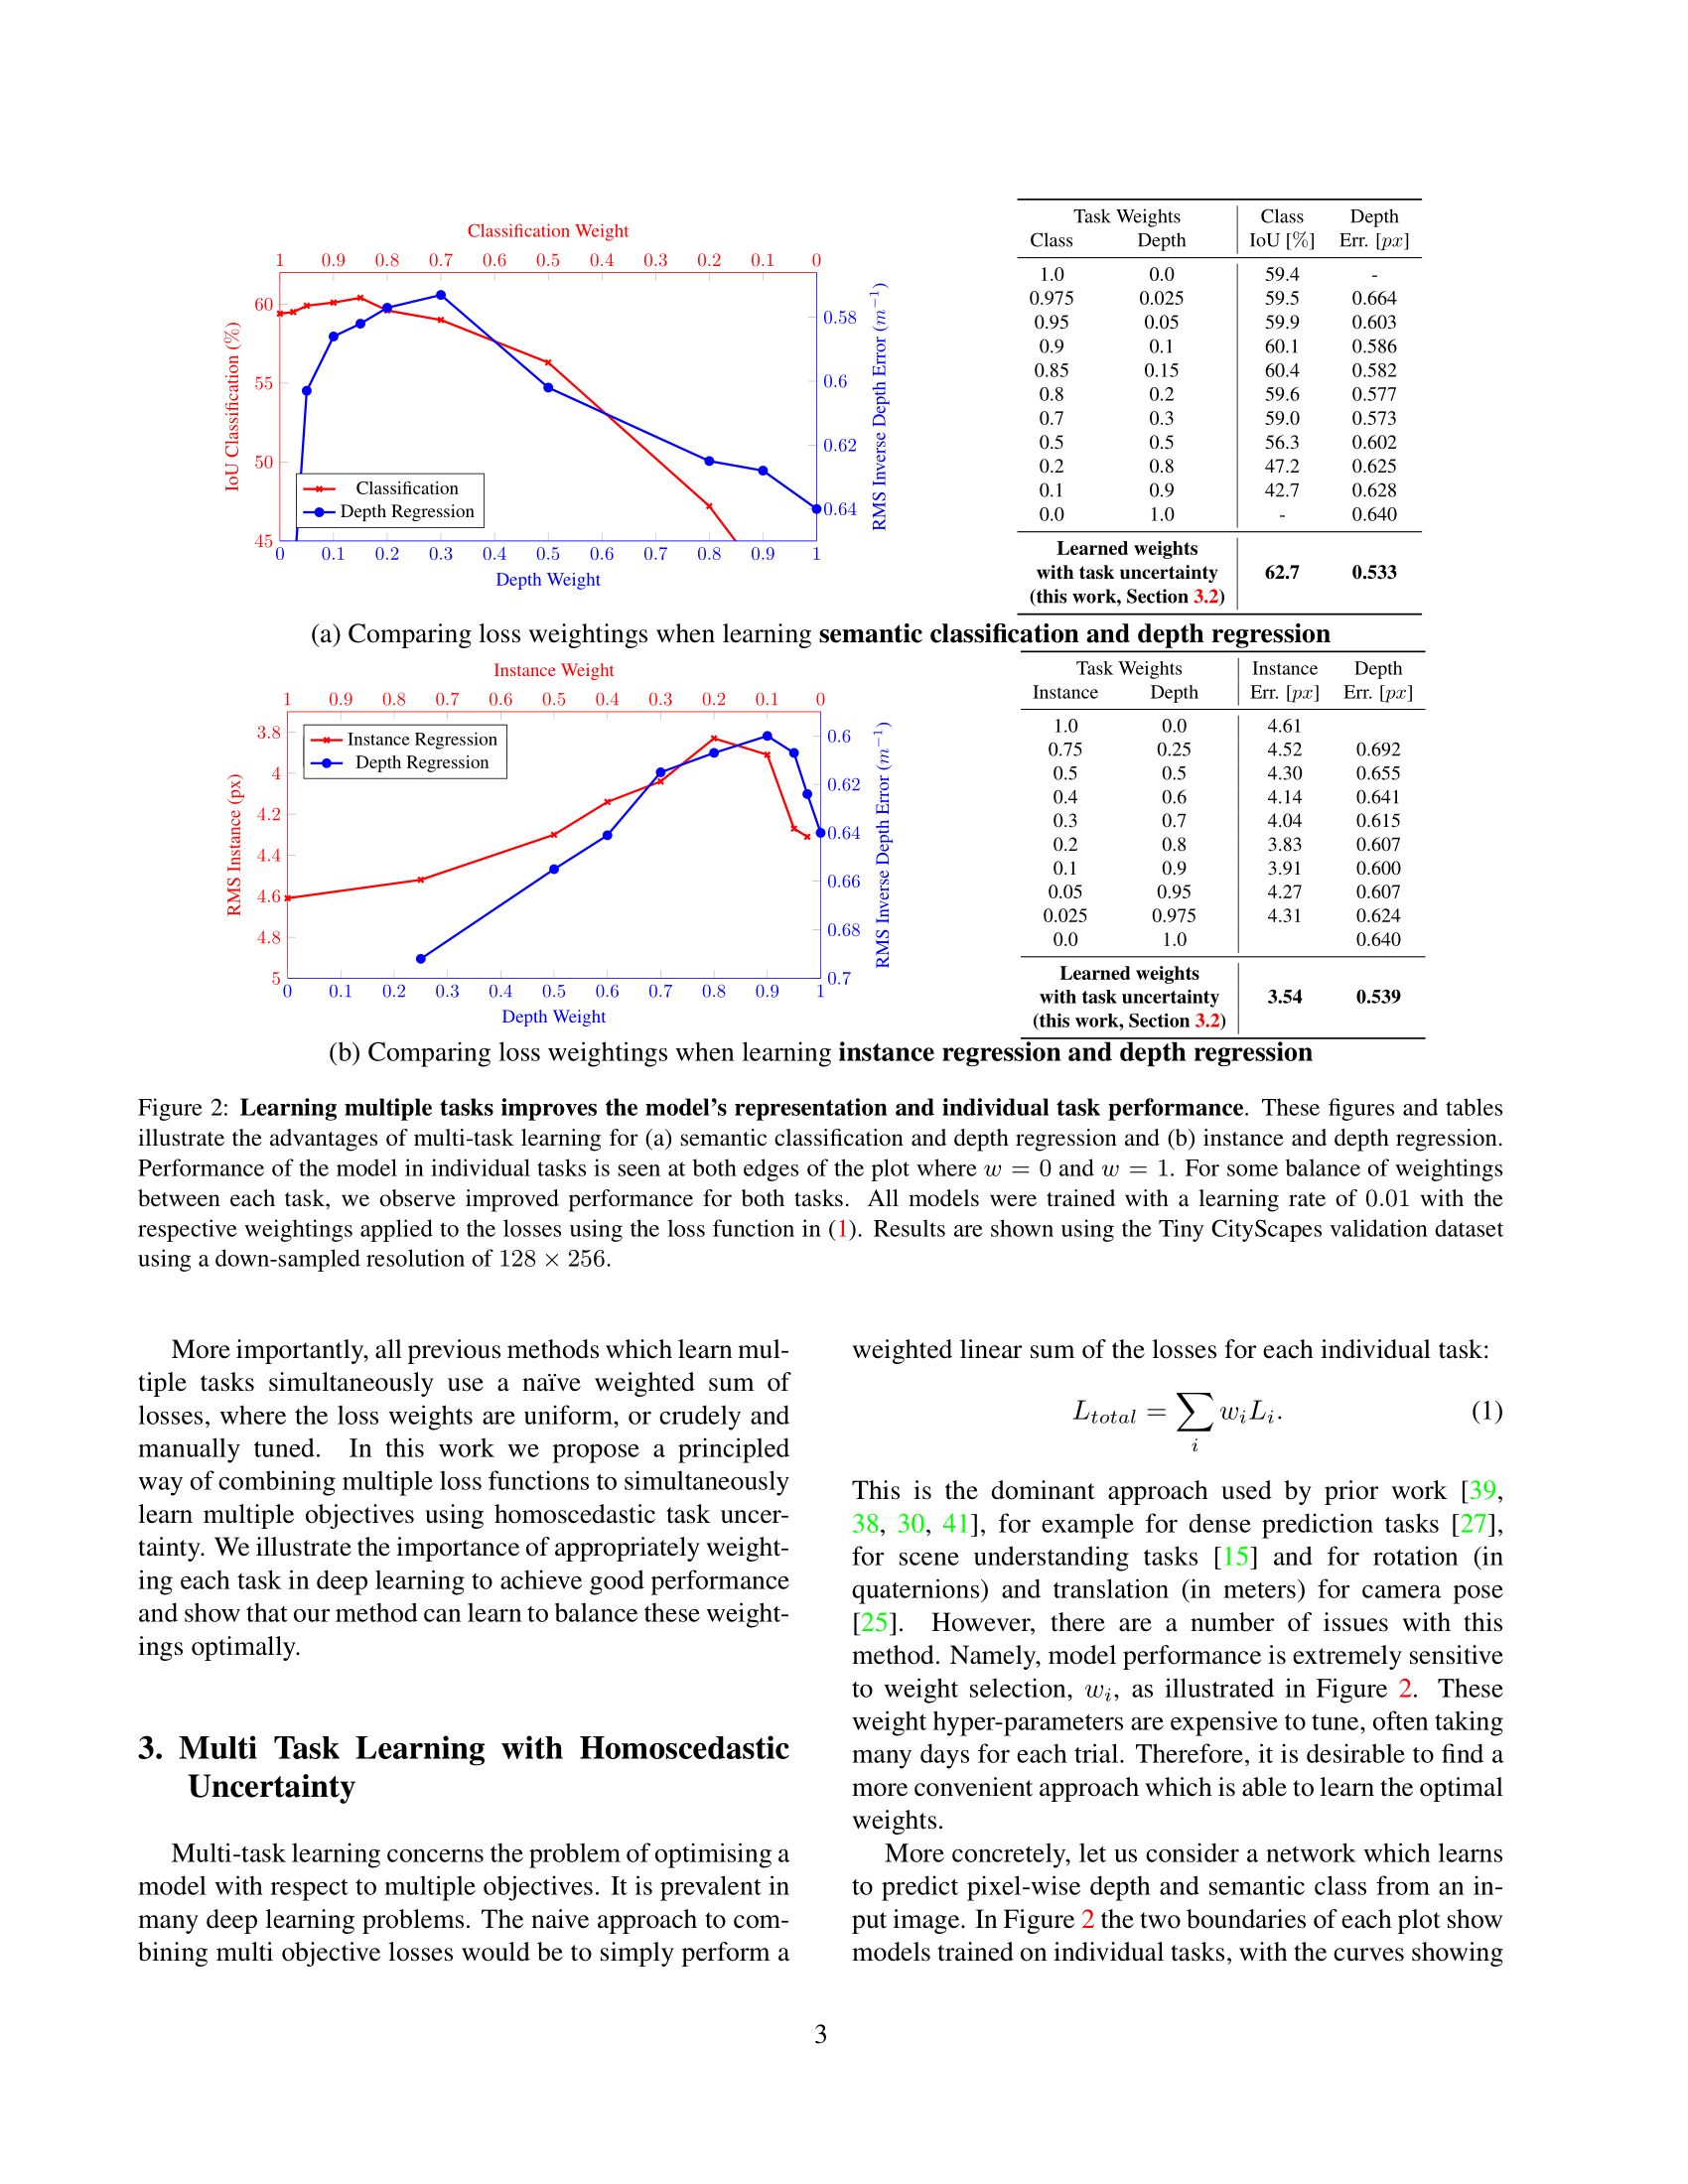 Classification Weight
1 0.9 0.8 0.7 0.6 0.5 0.4 0.3 0.2 0.1 0
60
55
50
45
IoU Classification (%)
0.58
0.6
0.62
0.64
RMS Inverse Depth Error (m⁻¹)
Classification
Depth Regression
0 0.1 0.2 0.3 0.4 0.5 0.6 0.7 0.8 0.9 1
Depth Weight
Task Weights Class Depth
Class Depth IoU [%] Err. [px]
1.0 0.0 59.4 -
0.975 0.025 59.5 0.664
0.95 0.05 59.9 0.603
0.9 0.1 60.1 0.586
0.85 0.15 60.4 0.582
0.8 0.2 59.6 0.577
0.7 0.3 59.0 0.573
0.5 0.5 56.3 0.602
0.2 0.8 47.2 0.625
0.1 0.9 42.7 0.628
0.0 1.0 - 0.640
Learned weights
with task uncertainty 62.7 0.533
(this work, Section 3.2)
(a) Comparing loss weightings when learning semantic classification and depth regression
Instance Weight
1 0.9 0.8 0.7 0.6 0.5 0.4 0.3 0.2 0.1 0
3.8
4
4.2
4.4
4.6
4.8
5
RMS Instance (px)
0.6
0.62
0.64
0.66
0.68
0.7
RMS Inverse Depth Error (m⁻¹)
Instance Regression
Depth Regression
0 0.1 0.2 0.3 0.4 0.5 0.6 0.7 0.8 0.9 1
Depth Weight
Task Weights Instance Depth
Instance Depth Err. [px] Err. [px]
1.0 0.0 4.61
0.75 0.25 4.52 0.692
0.5 0.5 4.30 0.655
0.4 0.6 4.14 0.641
0.3 0.7 4.04 0.615
0.2 0.8 3.83 0.607
0.1 0.9 3.91 0.600
0.05 0.95 4.27 0.607
0.025 0.975 4.31 0.624
0.0 1.0 0.640
Learned weights
with task uncertainty 3.54 0.539
(this work, Section 3.2)
(b) Comparing loss weightings when learning instance regression and depth regression
Figure 2: Learning multiple tasks improves the model's representation and individual task performance. These figures and tables
illustrate the advantages of multi-task learning for (a) semantic classification and depth regression and (b) instance and depth regression.
Performance of the model in individual tasks is seen at both edges of the plot where w = 0 and w = 1. For some balance of weightings
between each task, we observe improved performance for both tasks. All models were trained with a learning rate of 0.01 with the
respective weightings applied to the losses using the loss function in (1). Results are shown using the Tiny CityScapes validation dataset
using a down-sampled resolution of 128 × 256.
More importantly, all previous methods which learn mul-
tiple tasks simultaneously use a naïve weighted sum of
losses, where the loss weights are uniform, or crudely and
manually tuned. In this work we propose a principled
way of combining multiple loss functions to simultaneously
learn multiple objectives using homoscedastic task uncer-
tainty. We illustrate the importance of appropriately weight-
ing each task in deep learning to achieve good performance
and show that our method can learn to balance these weight-
ings optimally.
3. Multi Task Learning with Homoscedastic
Uncertainty
Multi-task learning concerns the problem of optimising a
model with respect to multiple objectives. It is prevalent in
many deep learning problems. The naive approach to com-
bining multi objective losses would be to simply perform a
weighted linear sum of the losses for each individual task:
L_total = ∑_i w_i L_i. (1)
This is the dominant approach used by prior work [39,
38, 30, 41], for example for dense prediction tasks [27],
for scene understanding tasks [15] and for rotation (in
quaternions) and translation (in meters) for camera pose
[25]. However, there are a number of issues with this
method. Namely, model performance is extremely sensitive
to weight selection, w_i, as illustrated in Figure 2. These
weight hyper-parameters are expensive to tune, often taking
many days for each trial. Therefore, it is desirable to find a
more convenient approach which is able to learn the optimal
weights.
More concretely, let us consider a network which learns
to predict pixel-wise depth and semantic class from an in-
put image. In Figure 2 the two boundaries of each plot show
models trained on individual tasks, with the curves showing
3